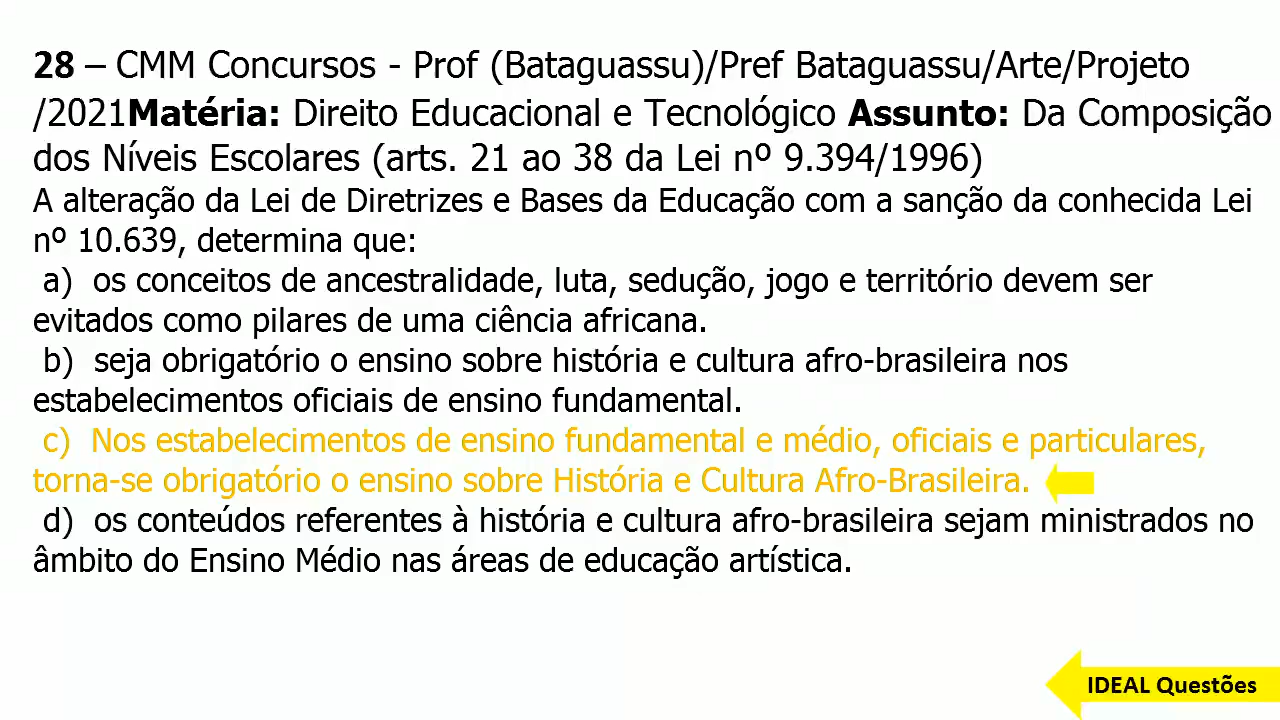 28 – CMM Concursos - Prof (Bataguassu)/Pref Bataguassu/Arte/Projeto
/2021Matéria: Direito Educacional e Tecnológico Assunto: Da Composição
dos Níveis Escolares (arts. 21 ao 38 da Lei nº 9.394/1996)
A alteração da Lei de Diretrizes e Bases da Educação com a sanção da conhecida Lei
nº 10.639, determina que:
a) os conceitos de ancestralidade, luta, sedução, jogo e território devem ser
evitados como pilares de uma ciência africana.
b) seja obrigatório o ensino sobre história e cultura afro-brasileira nos
estabelecimentos oficiais de ensino fundamental.
c) Nos estabelecimentos de ensino fundamental e médio, oficiais e particulares,
torna-se obrigatório o ensino sobre História e Cultura Afro-Brasileira.
d) os conteúdos referentes à história e cultura afro-brasileira sejam ministrados no
âmbito do Ensino Médio nas áreas de educação artística.
IDEAL Questões